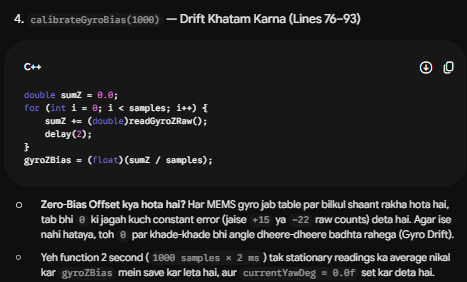 4. calibrateGyroBias(1000) — Drift Khatam Karna (Lines 76–93)
C++
double sumZ = 0.0;
for (int i = 0; i < samples; i++) {
    sumZ += (double)readGyroZRaw();
    delay(2);
}
gyroZBias = (float)(sumZ / samples);
○ Zero-Bias Offset kya hota hai? Har MEMS gyro jab table par bilkul shaant rakha hota hai,
tab bhi 0 ki jagah kuch constant error (jaise +15 ya −22 raw counts) deta hai. Agar ise
nahi hataya, toh 0 par khade-khade bhi angle dheere-dheere badhta rahega (Gyro Drift).
○ Yeh function 2 second ( 1000 samples × 2 ms ) tak stationary readings ka average nikal
kar gyroZBias mein save kar leta hai, aur currentYawDeg = 0.0f set kar deta hai.